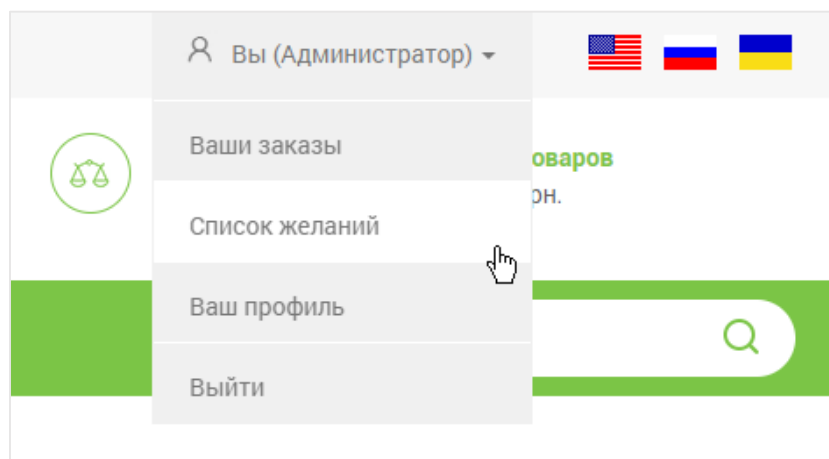 Вы (Администратор)
Ваши заказы
оваров
рн.
Список желаний
Ваш профиль
Выйти